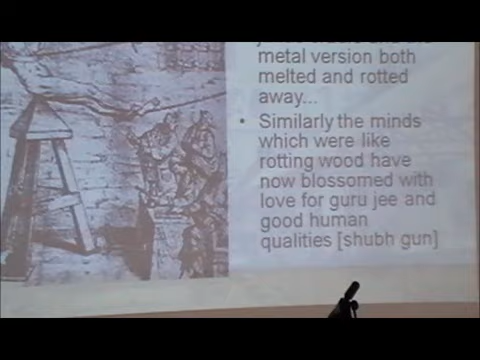 metal version both
melted and rotted
away...
• Similarly the minds
which were like
rotting wood have
now blossomed with
love for guru jee and
good human
qualities [shubh gun]